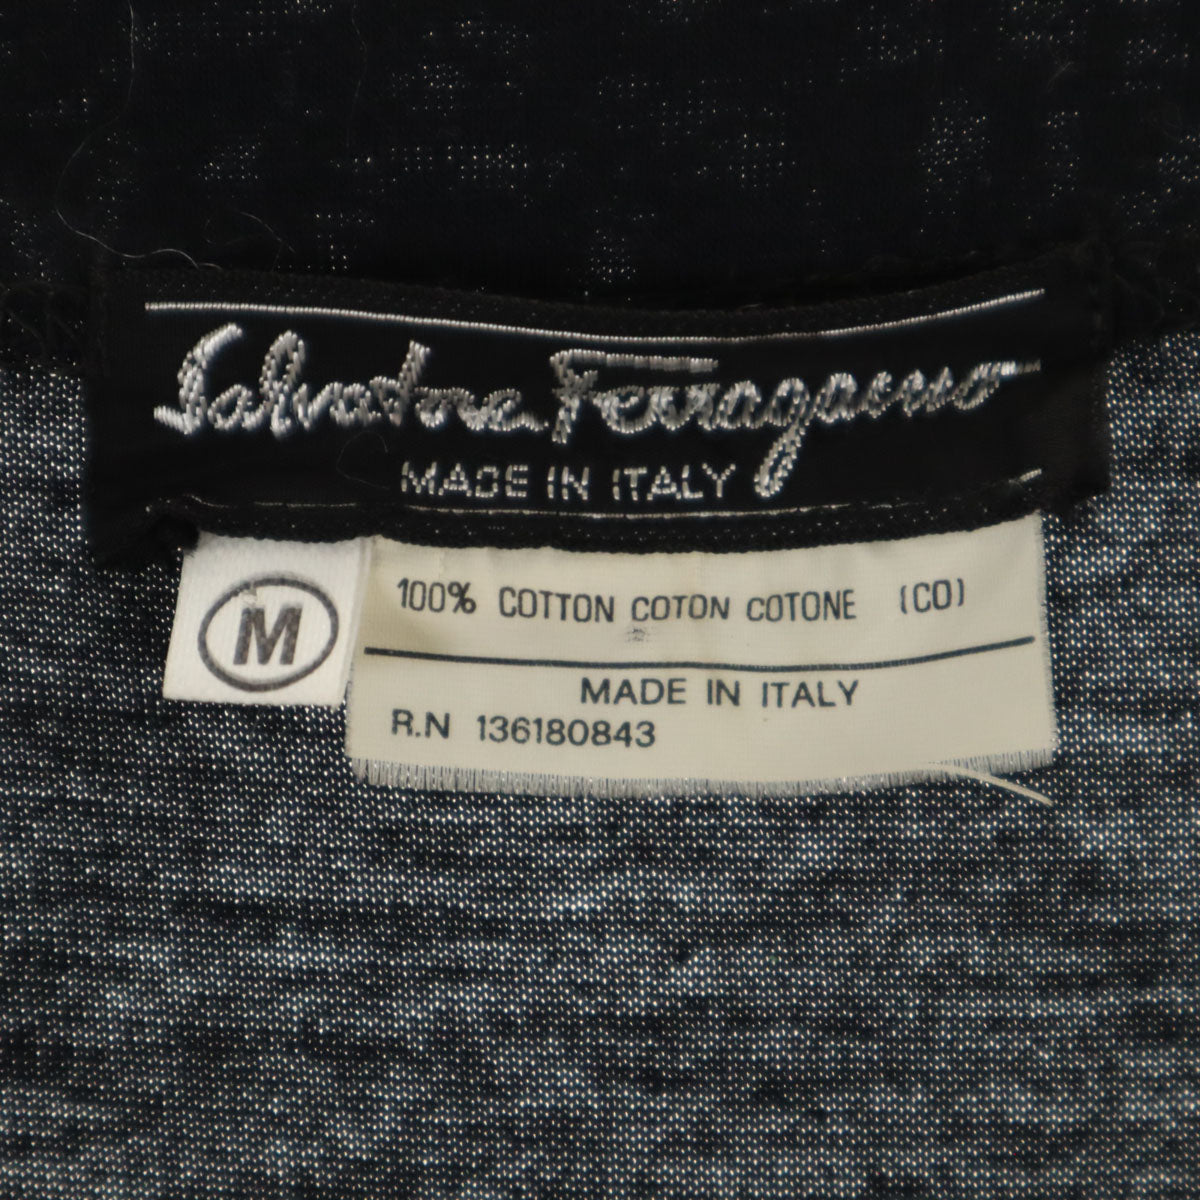 Salvatore Ferragamo
MADE IN ITALY
M
100% COTTON COTON COTONE (CO)
MADE IN ITALY
R.N 136180843